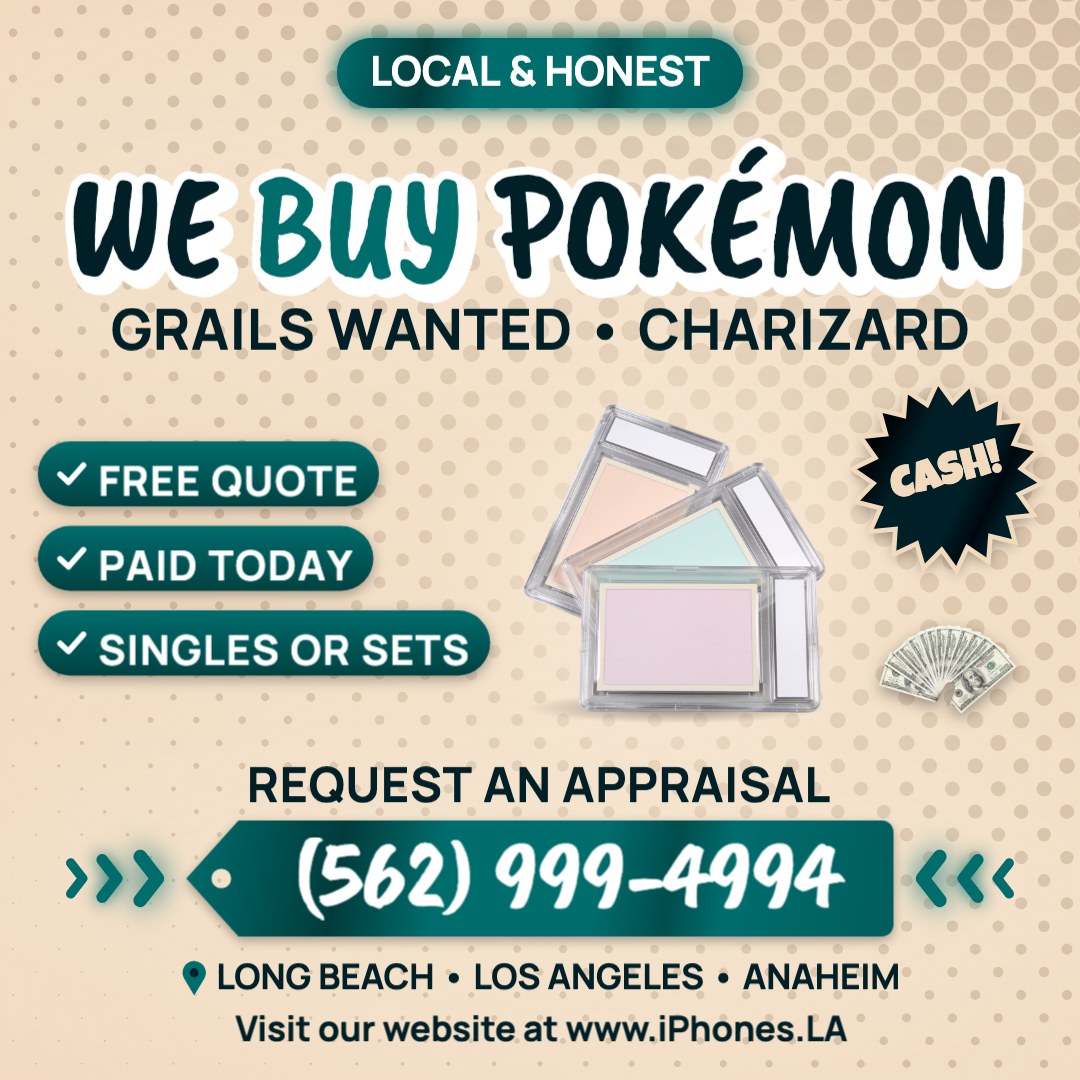 LOCAL & HONEST
WE BUY POKÉMON
GRAILS WANTED • CHARIZARD
CASH!
✓ FREE QUOTE
✓ PAID TODAY
✓ SINGLES OR SETS
REQUEST AN APPRAISAL
(562) 999-4994
LONG BEACH • LOS ANGELES • ANAHEIM
Visit our website at www.iPhones.LA